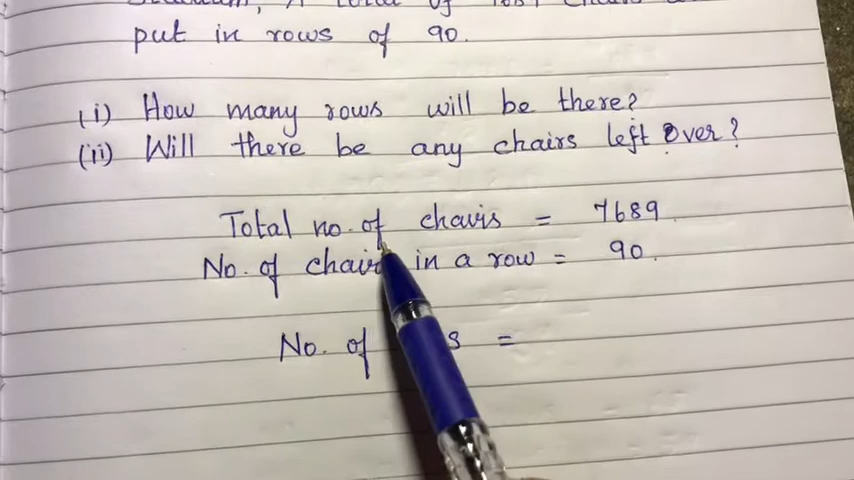 put in rows of 90.
(i) How many rows will be there?
(ii) Will there be any chairs left over?
Total no. of chavis = 7689
No. of chair in a row = 90.
No. of s =